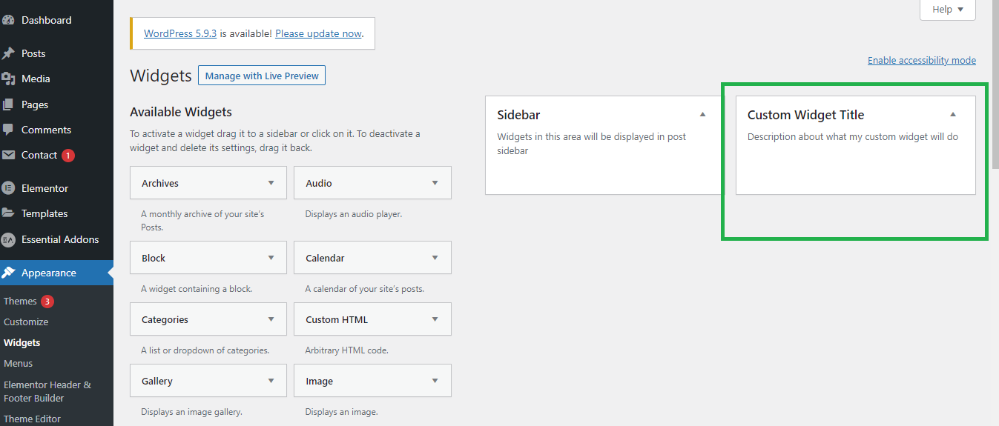 Dashboard
Posts
Media
Pages
Comments
Contact 1
Elementor
Templates
Essential Addons
Appearance
Themes 3
Customize
Widgets
Menus
Elementor Header &
Footer Builder
Theme Editor
Help
WordPress 5.9.3 is available! Please update now.
Enable accessibility mode
Widgets Manage with Live Preview
Available Widgets
To activate a widget drag it to a sidebar or click on it. To deactivate a
widget and delete its settings, drag it back.
Archives
Audio
A monthly archive of your site's
Posts.
Displays an audio player.
Block
Calendar
A widget containing a block.
A calendar of your site's posts.
Categories
Custom HTML
A list or dropdown of categories.
Arbitrary HTML code.
Gallery
Image
Displays an image gallery.
Displays an image.
Sidebar
Widgets in this area will be displayed in post
sidebar
Custom Widget Title
Description about what my custom widget will do